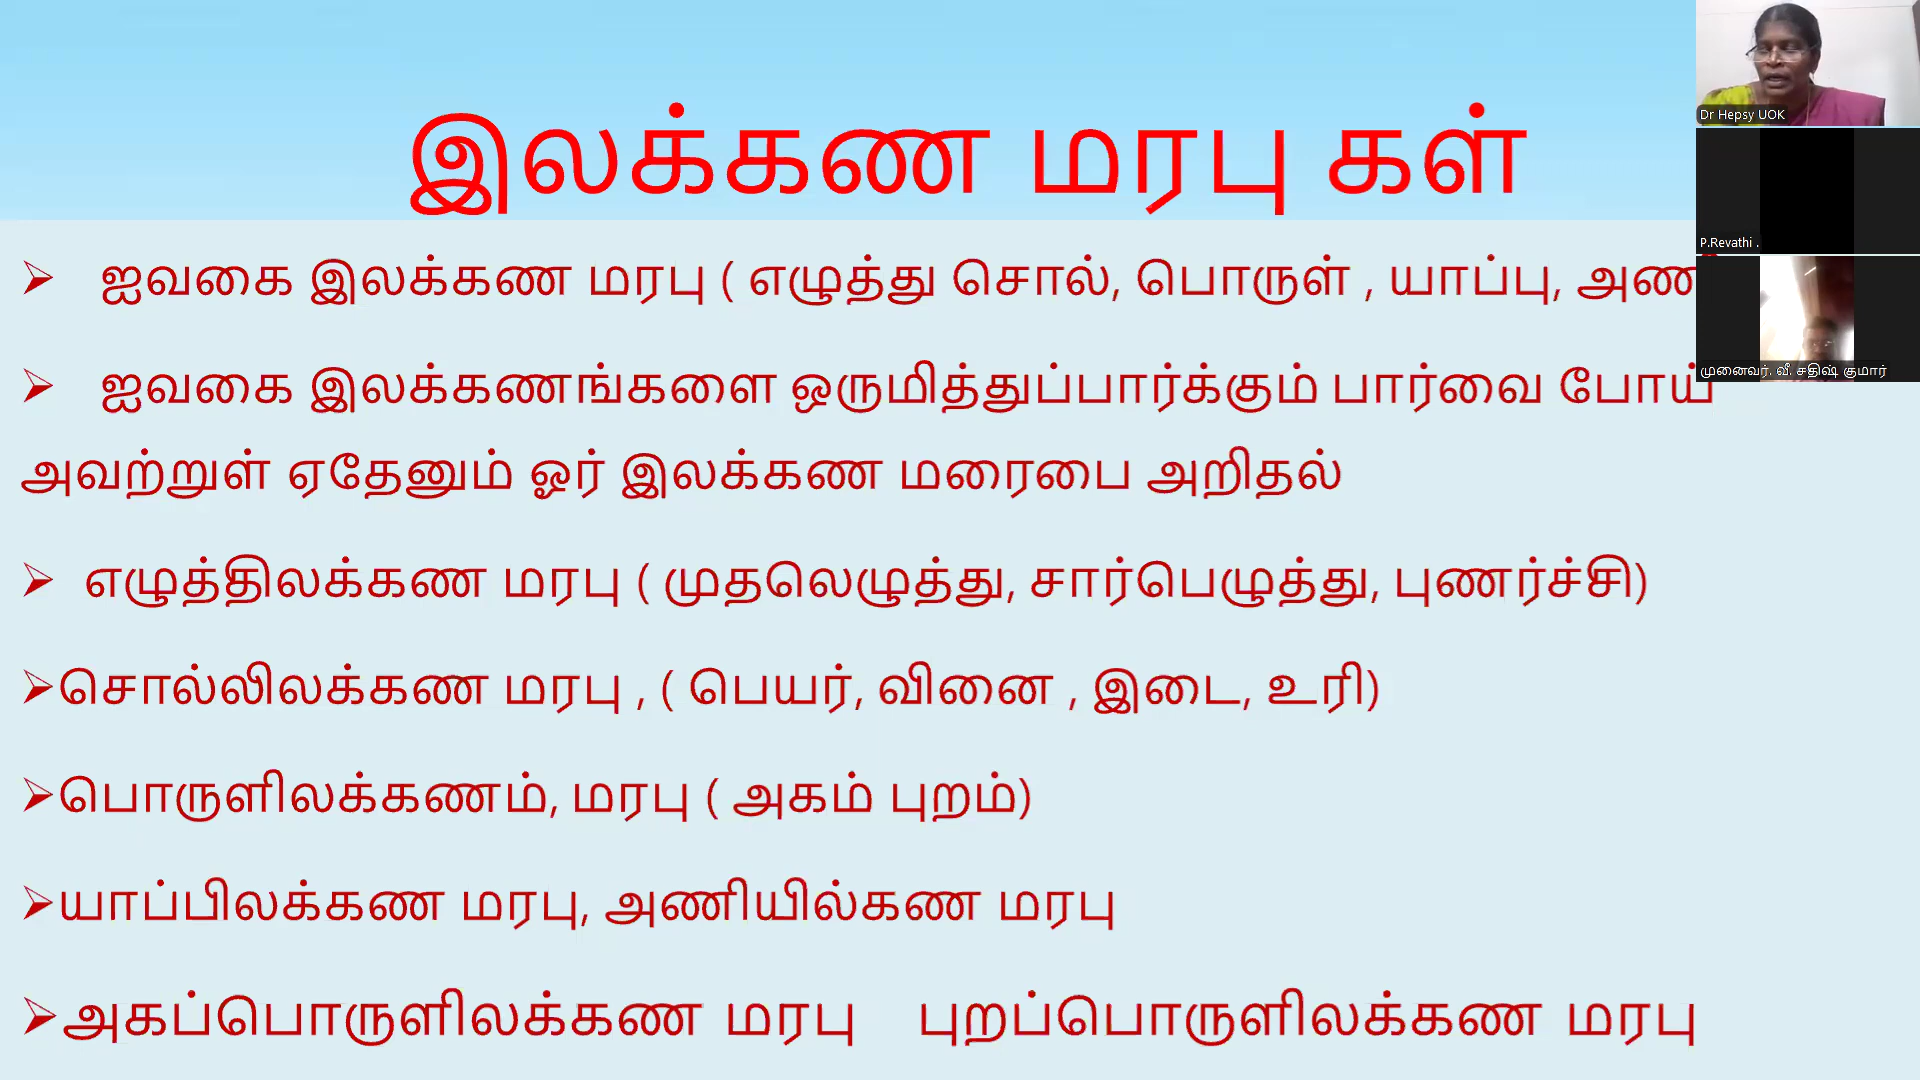 இலக்கண மரபு கள்
ஐவகை இலக்கண மரபு ( எழுத்து சொல், பொருள் , யாப்பு,
ஐவகை இலக்கணங்களை ஒருமித்துப்பார்க்கும் பார்வை போய்
அவற்றுள் ஏதேனும் ஓர் இலக்கண மரைபை அறிதல்
எழுத்திலக்கண மரபு ( முதலெழுத்து, சார்பெழுத்து, புணர்ச்சி)
சொல்லிலக்கண மரபு , ( பெயர், வினை , இடை, உரி)
பொருளிலக்கணம், மரபு ( அகம் புறம்)
யாப்பிலக்கண மரபு, அணியில்கண மரபு
அகப்பொருளிலக்கண மரபு புறப்பொருளிலக்கண மரபு
Dr Hepsy UOK
P.Revathi .
முனைவர். வீ. சதிஷ் குமார்